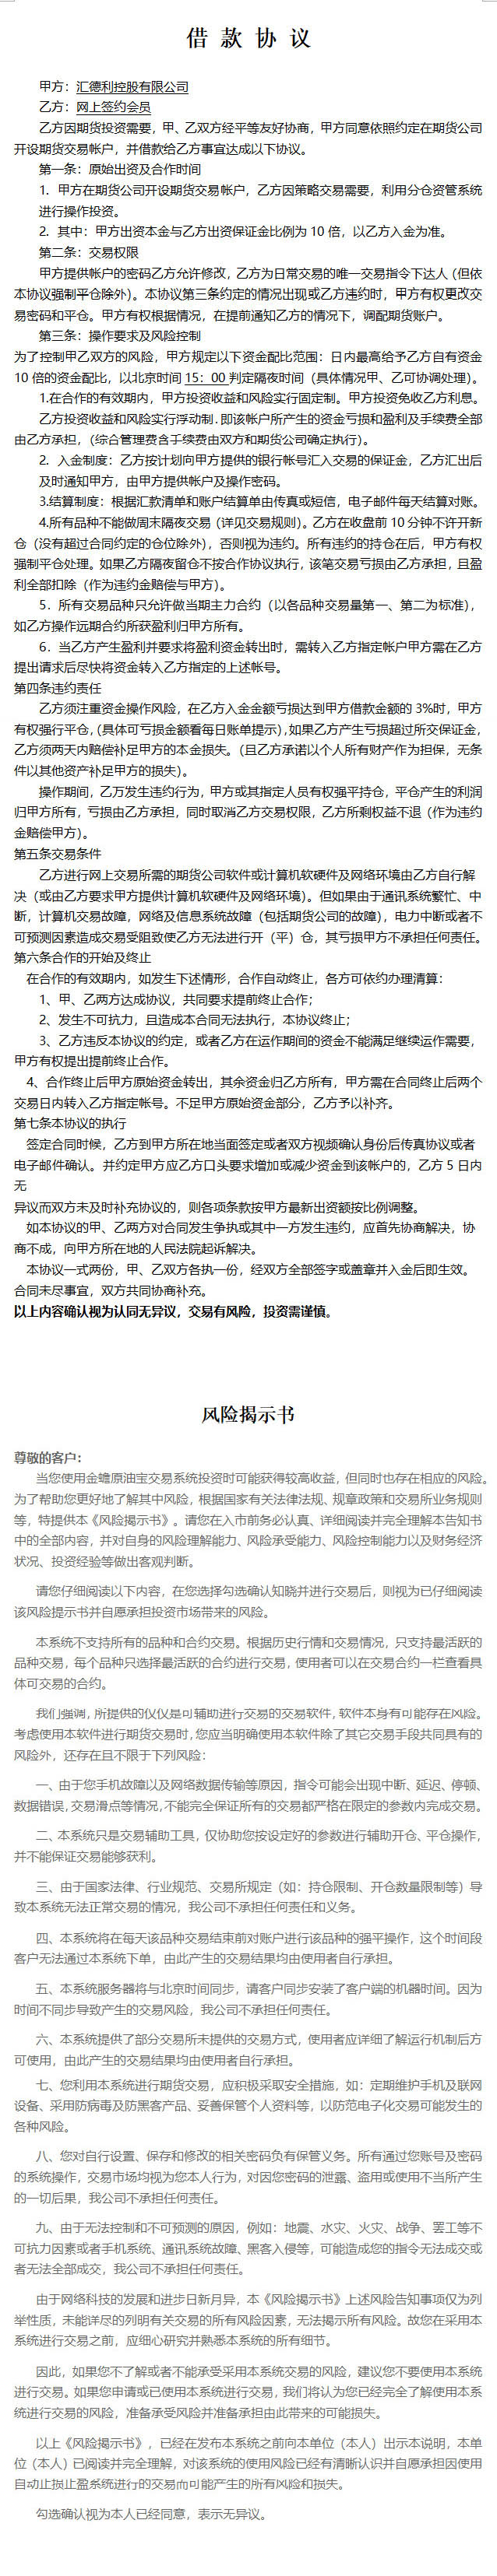 借 款 协 议
甲方：汇德利控股有限公司
乙方：网上签约会员
乙方因期货投资需要，甲、乙双方经平等友好协商，甲方同意依照约定在期货公司
开设期货交易帐户，并借款给乙方事宜达成以下协议。
第一条：原始出资及合作时间
1. 甲方在期货公司开设期货交易帐户，乙方因策略交易需要，利用分仓资管系统
进行操作投资。
2. 其中：甲方出资本金与乙方出资保证金比例为 10 倍，以乙方入金为准。
第二条：交易权限
甲方提供帐户的密码乙方允许修改，乙方为日常交易的唯一交易指令下达人（但依
本协议强制平仓除外）。本协议第三条约定的情况出现或乙方违约时，甲方有权更改交
易密码和平仓。甲方有权根据情况，在提前通知乙方的情况下，调配期货账户。
第三条：操作要求及风险控制
为了控制甲乙双方的风险，甲方规定以下资金配比范围：日内最高给予乙方自有资金
10 倍的资金配比，以北京时间 15：00 判定隔夜时间（具体情况甲、乙可协调处理）。
1.在合作的有效期内，甲方投资收益和风险实行固定制。甲方投资免收乙方利息。
乙方投资收益和风险实行浮动制.即该帐户所产生的资金亏损和盈利及手续费全部
由乙方承担，（综合管理费含手续费由双方和期货公司确定执行）。
2. 入金制度：乙方按计划向甲方提供的银行帐号汇入交易的保证金，乙方汇出后
及时通知甲方，由甲方提供帐户及操作密码。
3.结算制度：根据汇款清单和账户结算单由传真或短信，电子邮件每天结算对账。
4.所有品种不能做周末隔夜交易（详见交易规则）。乙方在收盘前 10 分钟不许开新
仓（没有超过合同约定的仓位除外），否则视为违约。所有违约的持仓在后，甲方有权
强制平仓处理。如果乙方隔夜留仓不按合作协议执行，该笔交易亏损由乙方承担，且盈
利全部扣除（作为违约金赔偿与甲方）。
5．所有交易品种只允许做当期主力合约（以各品种交易量第一、第二为标准），
如乙方操作远期合约所获盈利归甲方所有。
6．当乙方产生盈利并要求将盈利资金转出时，需转入乙方指定帐户甲方需在乙方
提出请求后尽快将资金转入乙方指定的上述帐号。
第四条违约责任
乙方须注重资金操作风险，在乙方入金金额亏损达到甲方借款金额的 3%时，甲方
有权强行平仓，（具体可亏损金额看每日账单提示），如果乙方产生亏损超过所交保证金，
乙方须两天内赔偿补足甲方的本金损失。（且乙方承诺以个人所有财产作为担保，无条
件以其他资产补足甲方的损失）。
操作期间，乙万发生违约行为，甲方或其指定人员有权强平持仓，平仓产生的利润
归甲方所有，亏损由乙方承担，同时取消乙方交易权限，乙方所剩权益不退（作为违约
金赔偿甲方）。
第五条交易条件
乙方进行网上交易所需的期货公司软件或计算机软硬件及网络环境由乙方自行解
决（或由乙方要求甲方提供计算机软硬件及网络环境）。但如果由于通讯系统繁忙、中
断，计算机交易故障，网络及信息系统故障（包括期货公司的故障），电力中断或者不
可预测因素造成交易受阻致使乙方无法进行开（平）仓，其亏损甲方不承担任何责任。
第六条合作的开始及终止
在合作的有效期内，如发生下述情形，合作自动终止，各方可依约办理清算：
1、甲、乙两方达成协议，共同要求提前终止合作；
2、发生不可抗力，且造成本合同无法执行，本协议终止；
3、乙方违反本协议的约定，或者乙方在运作期间的资金不能满足继续运作需要，
甲方有权提出提前终止合作。
4、合作终止后甲方原始资金转出，其余资金归乙方所有，甲方需在合同终止后两个
交易日内转入乙方指定帐号。不足甲方原始资金部分，乙方予以补齐。
第七条本协议的执行
签定合同时候，乙方到甲方所在地当面签定或者双方视频确认身份后传真协议或者
电子邮件确认。并约定甲方应乙方口头要求增加或减少资金到该帐户的，乙方 5 日内
无
异议而双方未及时补充协议的，则各项条款按甲方最新出资额按比例调整。
如本协议的甲、乙两方对合同发生争执或其中一方发生违约，应首先协商解决，协
商不成，向甲方所在地的人民法院起诉解决。
本协议一式两份，甲、乙双方各执一份，经双方全部签字或盖章并入金后即生效。
合同未尽事宜，双方共同协商补充。
以上内容确认视为认同无异议，交易有风险，投资需谨慎。
风险揭示书
尊敬的客户：
当您使用金蟾原油宝交易系统投资时可能获得较高收益，但同时也存在相应的风险。
为了帮助您更好地了解其中风险，根据国家有关法律法规、规章政策和交易所业务规则
等，特提供本《风险揭示书》。请您在入市前务必认真、详细阅读并完全理解本告知书
中的全部内容，并对自身的风险理解能力、风险承受能力、风险控制能力以及财务经济
状况、投资经验等做出客观判断。
请您仔细阅读以下内容，在您选择勾选确认知晓并进行交易后，则视为已仔细阅读
该风险提示书并自愿承担投资市场带来的风险。
本系统不支持所有的品种和合约交易。根据历史行情和交易情况，只支持最活跃的
品种交易，每个品种只选择最活跃的合约进行交易，使用者可以在交易合约一栏查看具
体可交易的合约。
我们强调，所提供的仅仅是可辅助进行交易的交易软件，软件本身有可能存在风险。
考虑使用本软件进行期货交易时，您应当明确使用本软件除了其它交易手段共同具有的
风险外，还存在且不限于下列风险：
一、由于您手机故障以及网络数据传输等原因，指令可能会出现中断、延迟、停顿、
数据错误，交易滑点等情况，不能完全保证所有的交易都严格在限定的参数内完成交易。
二、本系统只是交易辅助工具，仅协助您按设定好的参数进行辅助开仓、平仓操作，
并不能保证交易能够获利。
三、由于国家法律、行业规范、交易所规定（如：持仓限制、开仓数量限制等）导
致本系统无法正常交易的情况，我公司不承担任何责任和义务。
四、本系统将在每天该品种交易结束前对账户进行该品种的强平操作，这个时间段
客户无法通过本系统下单，由此产生的交易结果均由使用者自行承担。
五、本系统服务器将与北京时间同步，请客户同步安装了客户端的机器时间。因为
时间不同步导致产生的交易风险，我公司不承担任何责任。
六、本系统提供了部分交易所未提供的交易方式，使用者应详细了解运行机制后方
可使用，由此产生的交易结果均由使用者自行承担。
七、您利用本系统进行期货交易，应积极采取安全措施，如：定期维护手机及联网
设备、采用防病毒及防黑客产品、妥善保管个人资料等，以防范电子化交易可能发生的
各种风险。
八、您对自行设置、保存和修改的相关密码负有保管义务。所有通过您账号及密码
的系统操作，交易市场均视为您本人行为，对因您密码的泄露、盗用或使用不当所产生
的一切后果，我公司不承担任何责任。
九、由于无法控制和不可预测的原因，例如：地震、水灾、火灾、战争、罢工等不
可抗力因素或者手机系统、通讯系统故障、黑客入侵等，可能造成您的指令无法成交或
者无法全部成交，我公司不承担任何责任。
由于网络科技的发展和进步日新月异，本《风险揭示书》上述风险告知事项仅为列
举性质，未能详尽的列明有关交易的所有风险因素，无法揭示所有风险。故您在采用本
系统进行交易之前，应细心研究并熟悉本系统的所有细节。
因此，如果您不了解或者不能承受采用本系统交易的风险，建议您不要使用本系统
进行交易。如果您申请或已使用本系统进行交易，我们将认为您已经完全了解使用本系
统进行交易的风险，准备承受风险并准备承担由此带来的可能损失。
以上《风险揭示书》，已经在发布本系统之前向本单位（本人）出示本说明，本单
位（本人）已阅读并完全理解，对该系统的使用风险已经有清晰认识并自愿承担因使用
自动止损止盈系统进行的交易而可能产生的所有风险和损失。
勾选确认视为本人已经同意，表示无异议。